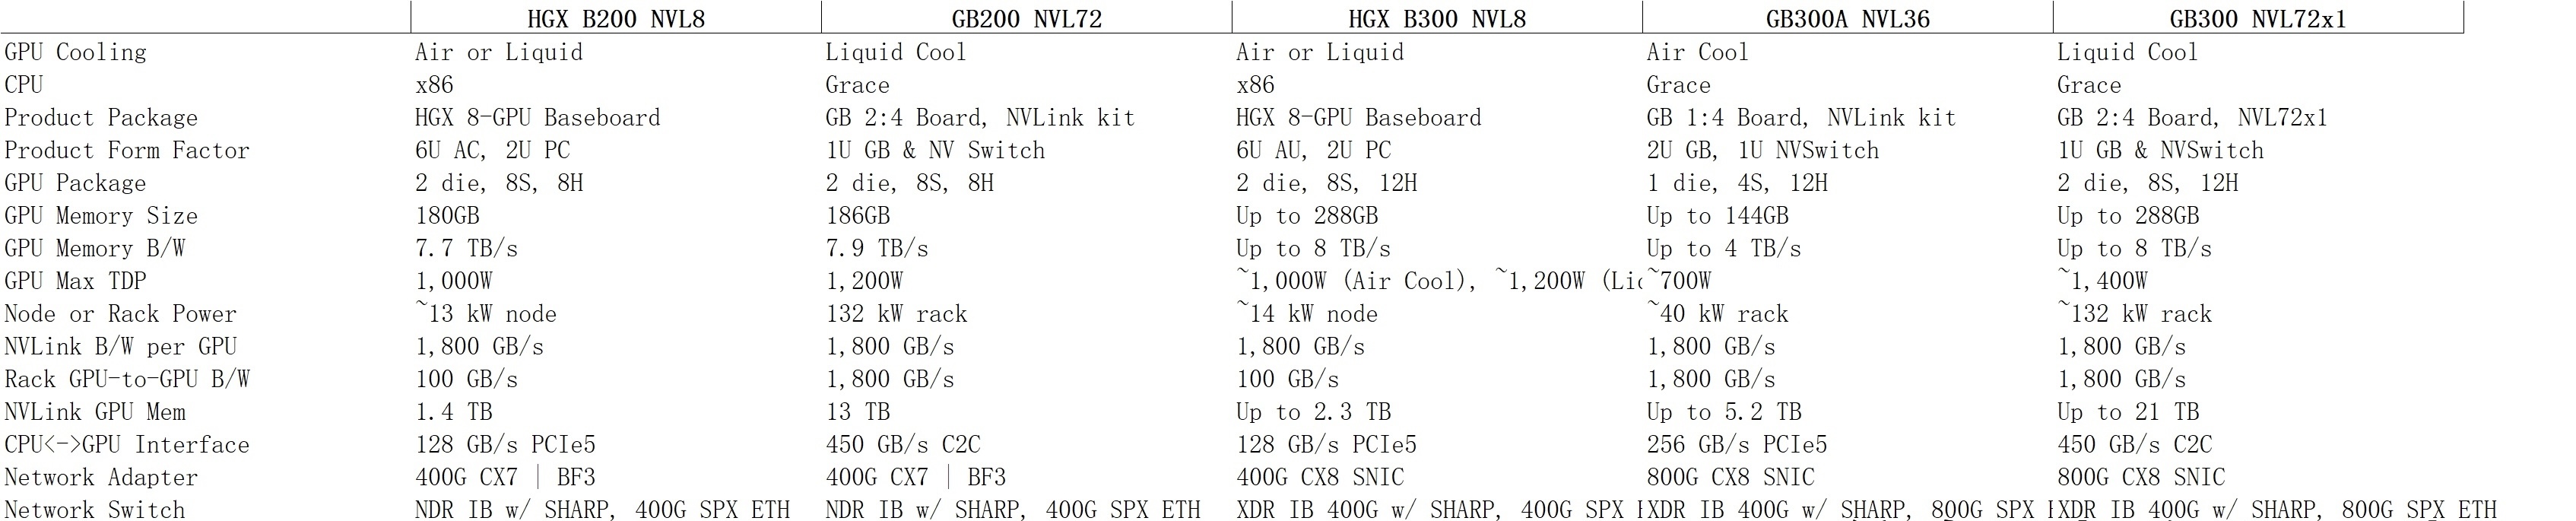 HGX B200 NVL8 GB200 NVL72 HGX B300 NVL8 GB300A NVL36 GB300 NVL72x1
GPU Cooling Air or Liquid Liquid Cool Air or Liquid Air Cool Liquid Cool
CPU x86 Grace x86 Grace Grace
Product Package HGX 8-GPU Baseboard GB 2:4 Board, NVLink kit HGX 8-GPU Baseboard GB 1:4 Board, NVLink kit GB 2:4 Board, NVL72x1
Product Form Factor 6U AC, 2U PC 1U GB & NV Switch 6U AU, 2U PC 2U GB, 1U NVSwitch 1U GB & NVSwitch
GPU Package 2 die, 8S, 8H 2 die, 8S, 8H 2 die, 8S, 12H 1 die, 4S, 12H 2 die, 8S, 12H
GPU Memory Size 180GB 186GB Up to 288GB Up to 144GB Up to 288GB
GPU Memory B/W 7.7 TB/s 7.9 TB/s Up to 8 TB/s Up to 4 TB/s Up to 8 TB/s
GPU Max TDP 1,000W 1,200W ~1,000W (Air Cool), ~1,200W ~700W ~1,400W
Node or Rack Power ~13 kW node 132 kW rack ~14 kW node ~40 kW rack ~132 kW rack
NVLink B/W per GPU 1,800 GB/s 1,800 GB/s 1,800 GB/s 1,800 GB/s 1,800 GB/s
Rack GPU-to-GPU B/W 100 GB/s 1,800 GB/s 100 GB/s 1,800 GB/s 1,800 GB/s
NVLink GPU Mem 1.4 TB 13 TB Up to 2.3 TB Up to 5.2 TB Up to 21 TB
CPU<->GPU Interface 128 GB/s PCIe5 450 GB/s C2C 128 GB/s PCIe5 256 GB/s PCIe5 450 GB/s C2C
Network Adapter 400G CX7 | BF3 400G CX7 | BF3 400G CX8 SNIC 800G CX8 SNIC 800G CX8 SNIC
Network Switch NDR IB w/ SHARP, 400G SPX ETH NDR IB w/ SHARP, 400G SPX ETH XDR IB 400G w/ SHARP, 400G SPX XDR IB 400G w/ SHARP, 800G SPX XDR IB 400G w/ SHARP, 800G SPX ETH